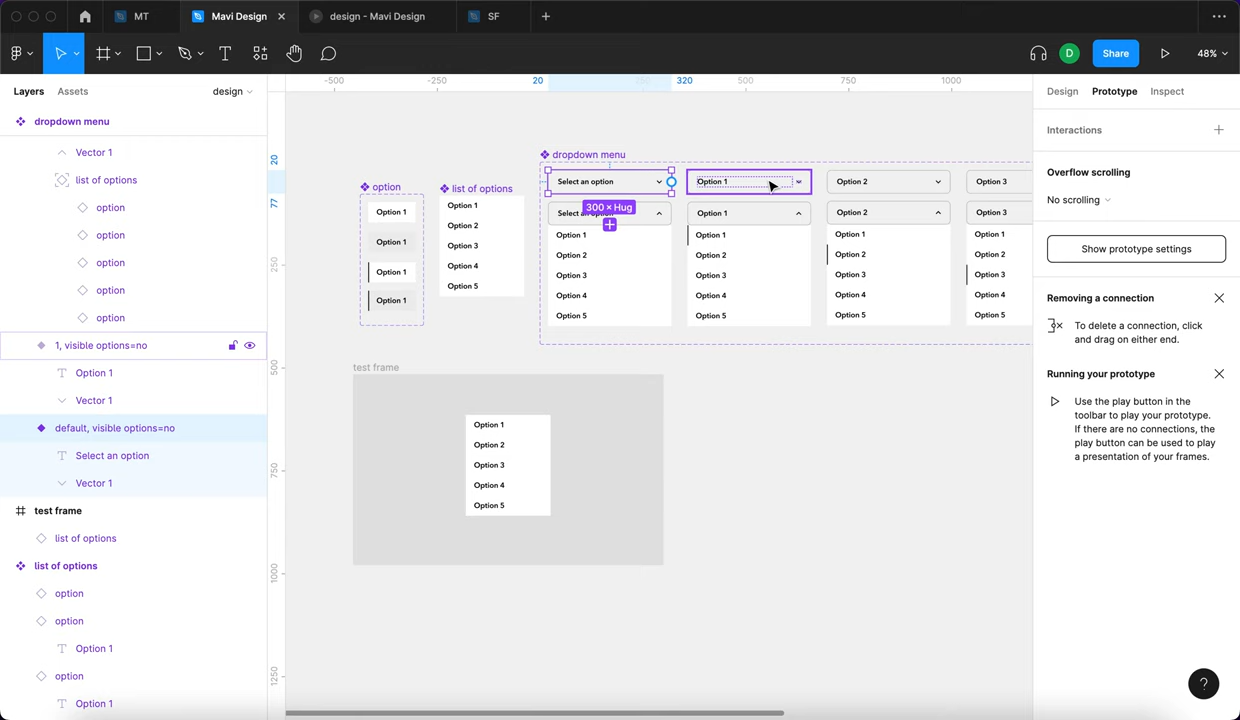 MT
Mavi Design
design - Mavi Design
SF
D
Share
48%
Layers
Assets
design
dropdown menu
Vector 1
list of options
option
option
option
option
option
1, visible options=no
Option 1
Vector 1
default, visible options=no
Select an option
Vector 1
test frame
list of options
list of options
option
option
Option 1
option
Option 1
-500
-250
20
320
500
750
1000
20
77
250
500
750
1000
1250
option
Option 1
Option 1
Option 1
Option 1
list of options
Option 1
Option 2
Option 3
Option 4
Option 5
dropdown menu
Select an option
Option 1
Option 2
Option 3
300 × Hug
Option 1
Option 2
Option 3
Option 1
Option 2
Option 3
Option 4
Option 5
Option 1
Option 2
Option 3
Option 4
Option 5
Option 1
Option 2
Option 3
Option 4
Option 5
Option 1
Option 2
Option 3
Option 4
Option 5
test frame
Option 1
Option 2
Option 3
Option 4
Option 5
Design
Prototype
Inspect
Interactions
Overflow scrolling
No scrolling
Show prototype settings
Removing a connection
To delete a connection, click
and drag on either end.
Running your prototype
Use the play button in the
toolbar to play your prototype.
If there are no connections, the
play button can be used to play
a presentation of your frames.
?